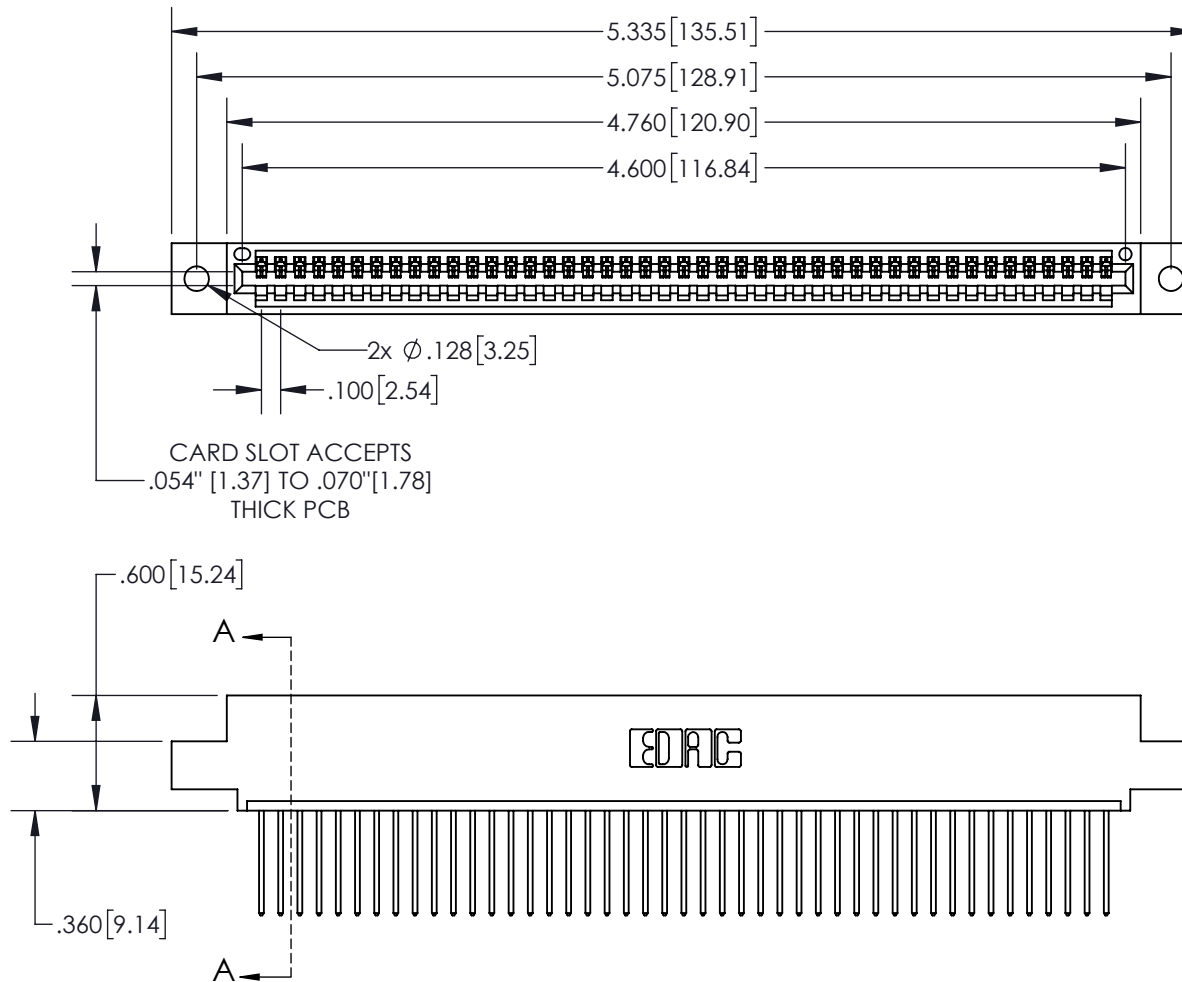 5.335[135.51]
5.075[128.91]
4.760[120.90]
4.600[116.84]
2x Ø.128[3.25]
.100[2.54]
CARD SLOT ACCEPTS
.054" [1.37] TO .070"[1.78]
THICK PCB
.600[15.24]
A
EDAC
.360[9.14]
A